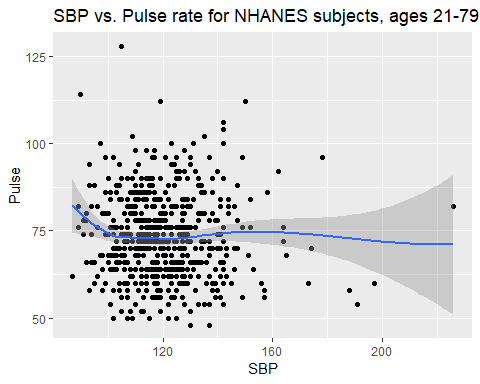 SBP vs. Pulse rate for NHANES subjects, ages 21-79
125
100
75
50
Pulse
120
160
200
SBP